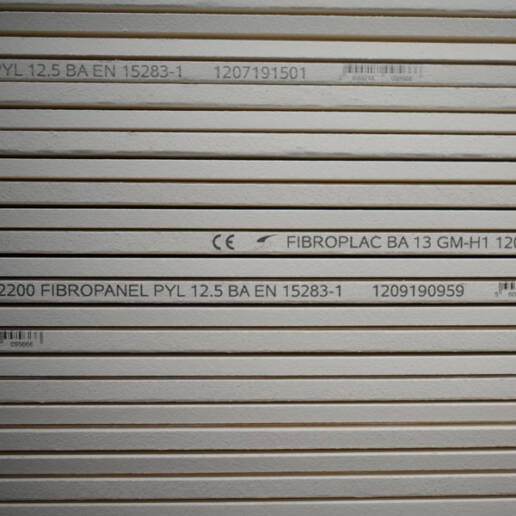 PYL 12.5 BA EN 15283-1 1207191501
CE FIBROPLAC BA 13 GM-H1 120
2200 FIBROPANEL PYL 12.5 BA EN 15283-1 1209190959